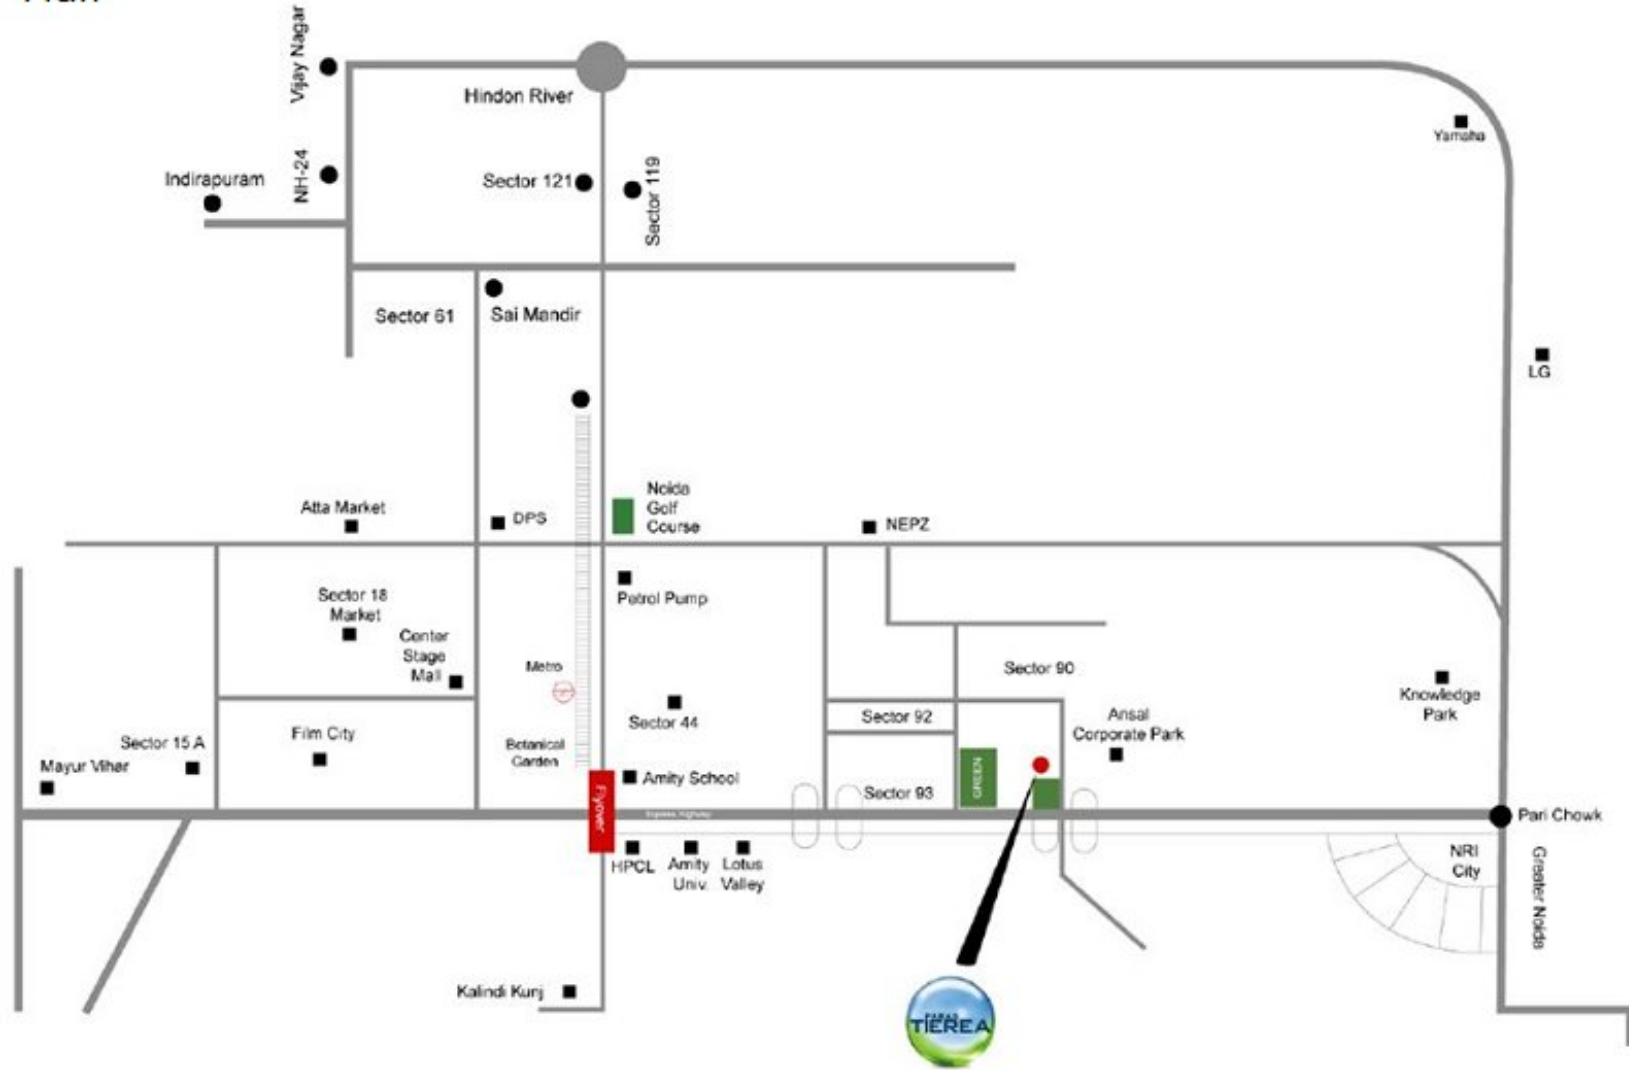 Vijay Nagar
Hindon River
Yamaha
NH-24
Indirapuram
Sector 121
Sector 119
Sector 61
Sai Mandir
LG
Noida
Golf
Course
Atta Market
DPS
NEPZ
Petrol Pump
Sector 18
Market
Center
Stage
Mall
Metro
Sector 90
Knowledge
Park
Sector 44
Sector 92
Ansal
Corporate Park
Film City
Sector 15 A
Botanical
Garden
Mayur Vihar
Amity School
GREEN
Sector 93
Flyover
Express Highway
Pari Chowk
HPCL
Amity
Univ.
Lotus
Valley
NRI
City
Greater Noida
Kalindi Kunj
PARAS
TIEREA